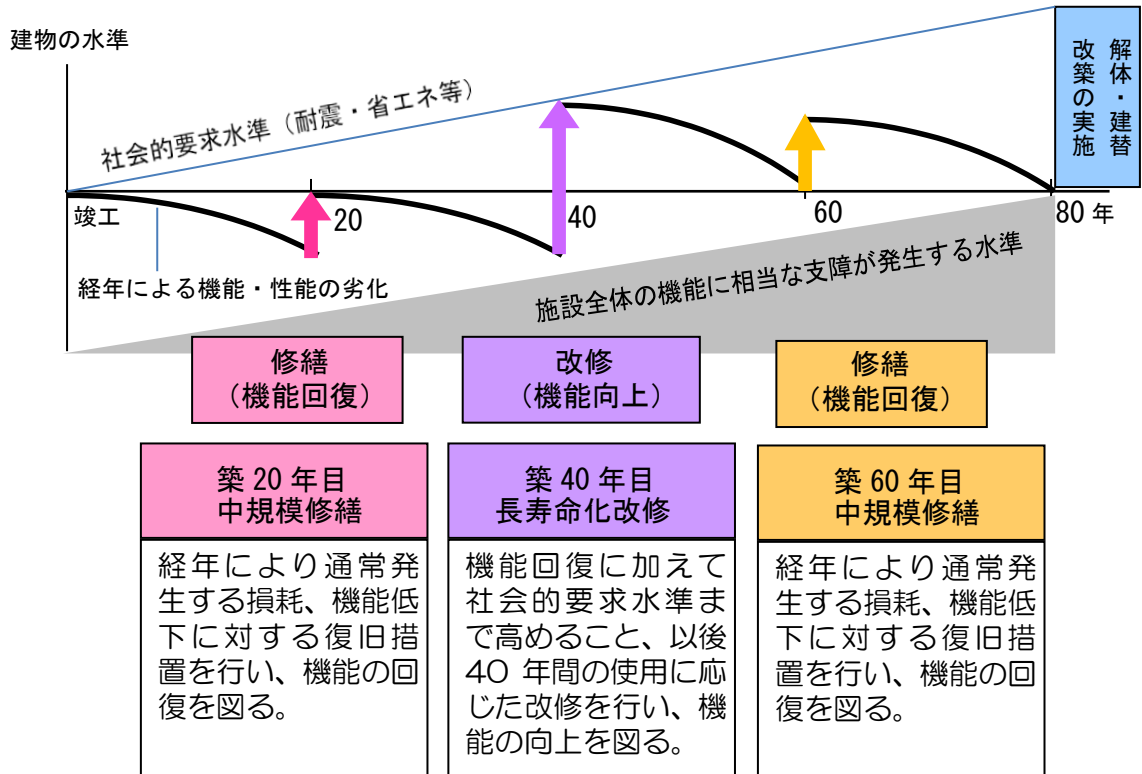 建物の水準
社会的要求水準（耐震・省エネ等）
解体・建替
改築の実施
竣工
20
40
60
80 年
経年による機能・性能の劣化
施設全体の機能に相当な支障が発生する水準
修繕
（機能回復）
改修
（機能向上）
修繕
（機能回復）
築 20 年目
中規模修繕
経年により通常発
生する損耗、機能低
下に対する復旧措
置を行い、機能の回
復を図る。
築 40 年目
長寿命化改修
機能回復に加えて
社会的要求水準ま
で高めること、以後
40 年間の使用に応
じた改修を行い、機
能の向上を図る。
築 60 年目
中規模修繕
経年により通常発
生する損耗、機能低
下に対する復旧措
置を行い、機能の回
復を図る。